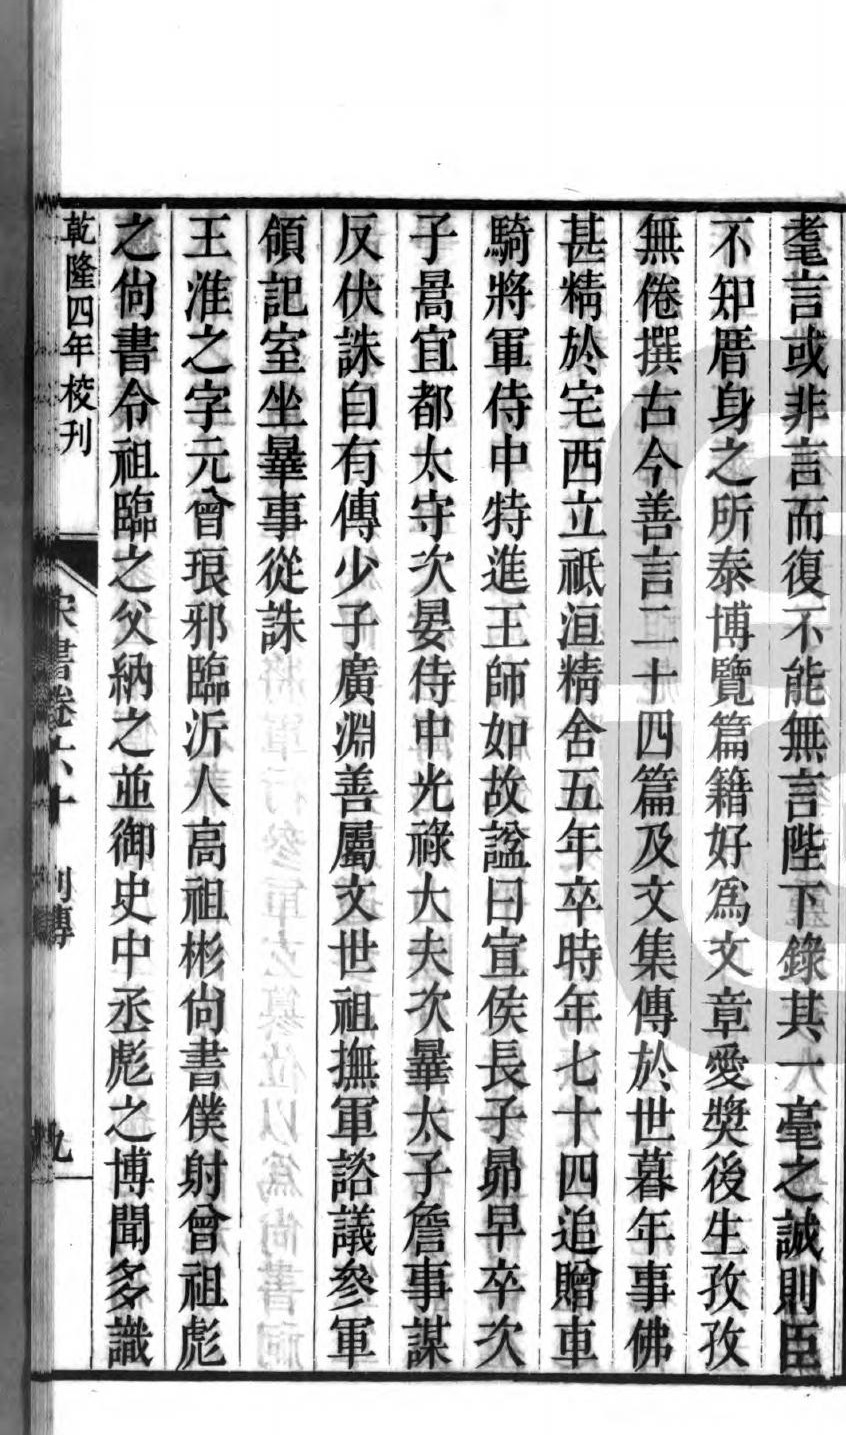 耄言或非言而復不能無言陛下錄其一毫之誠則臣
不知厝身之所泰博覽篇籍好爲文章愛奬後生孜孜
無倦撰古今善言二十四篇及文集傳於世暮年事佛
甚精於宅西立祇洹精舍五年卒時年七十四追贈車
騎將軍侍中特進王師如故諡曰宣侯長子昴早卒次
子暠宜都太守次晏侍中光祿大夫次曅太子詹事謀
反伏誅自有傳少子廣淵善屬文世祖撫軍諮議參軍
領記室坐曅事從誅
王淮之字元曾琅邪臨沂人高祖彬尙書僕射曾祖彪
之尙書令祖臨之父納之並御史中丞彪之博聞多識
乾隆四年校刊
宋書卷六十 列傳
九